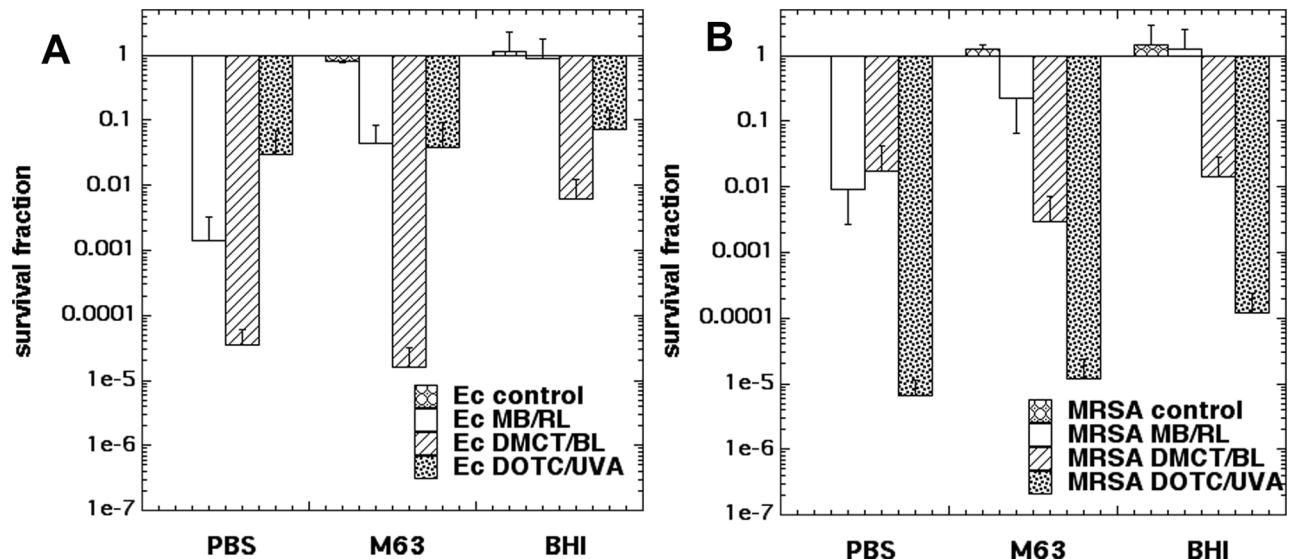 A
survival fraction
1
0.1
0.01
0.001
0.0001
1e-5
1e-6
1e-7
Ec control
Ec MB/RL
Ec DMCT/BL
Ec DOTC/UVA
PBS M63 BHI
B
survival fraction
1
0.1
0.01
0.001
0.0001
1e-5
1e-6
1e-7
MRSA control
MRSA MB/RL
MRSA DMCT/BL
MRSA DOTC/UVA
PBS M63 BHI